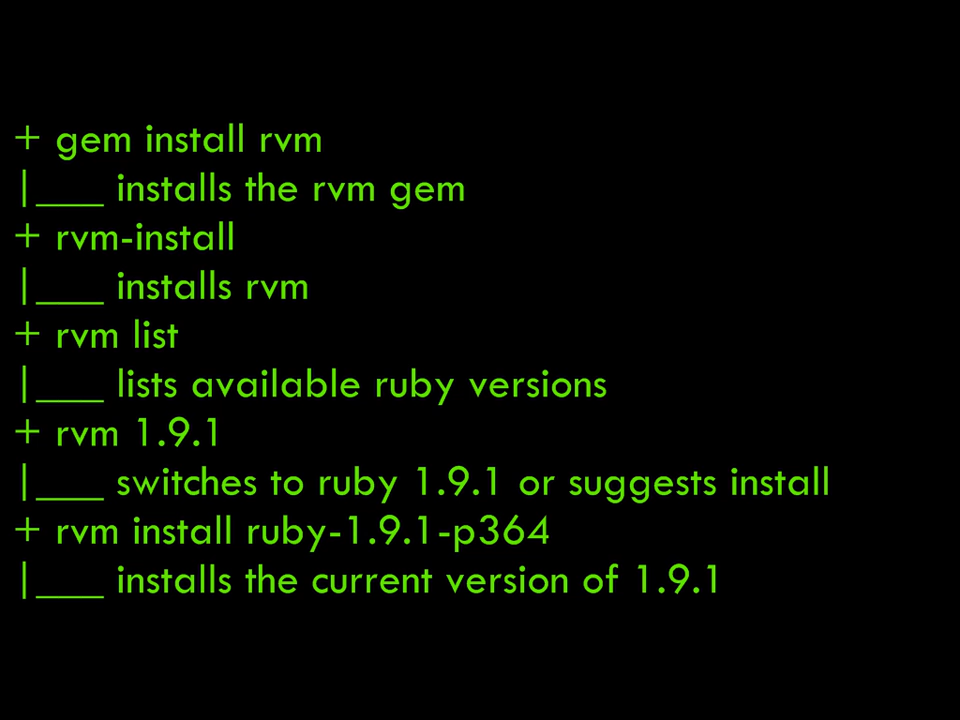 + gem install rvm
|___ installs the rvm gem
+ rvm-install
|___ installs rvm
+ rvm list
|___ lists available ruby versions
+ rvm 1.9.1
|___ switches to ruby 1.9.1 or suggests install
+ rvm install ruby-1.9.1-p364
|___ installs the current version of 1.9.1